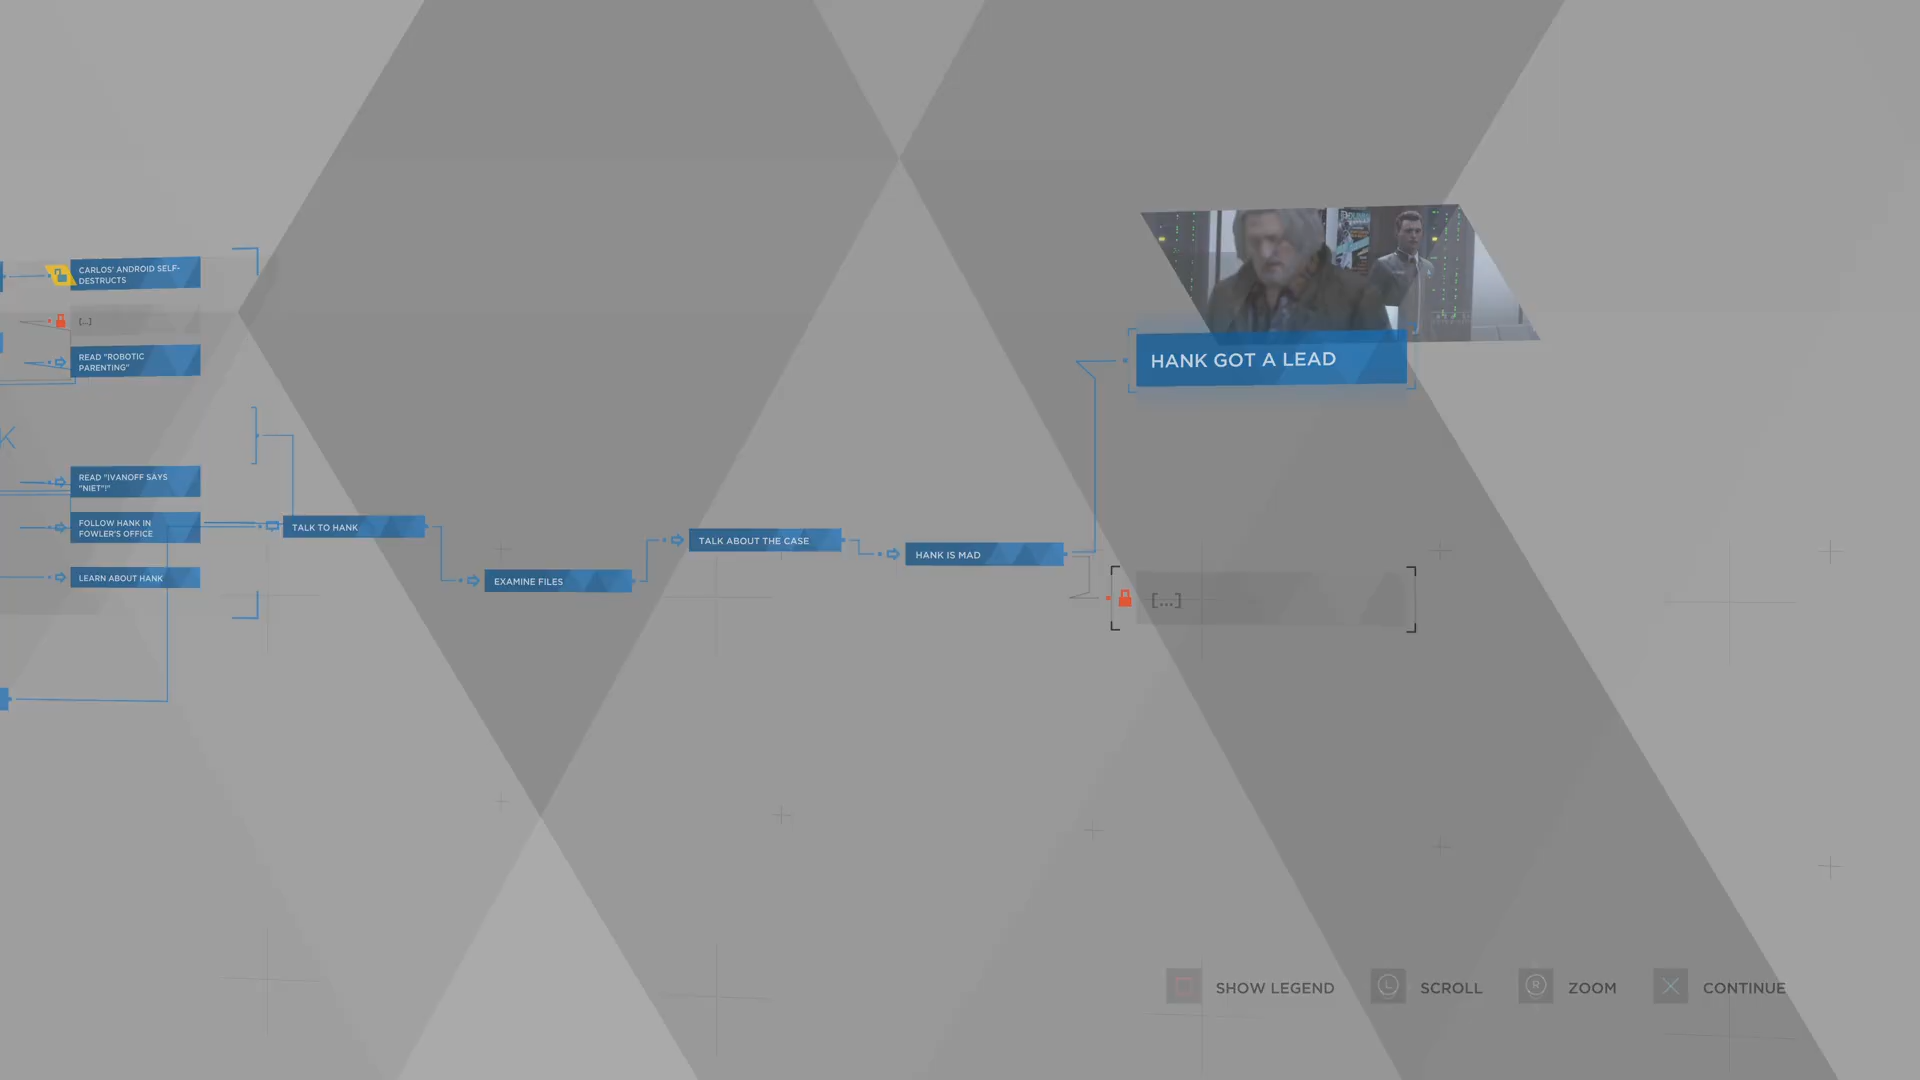 CARLOS' ANDROID SELF-
DESTRUCTS
[...]
READ "ROBOTIC
PARENTING"
K
READ "IVANOFF SAYS
"NIET"!"
FOLLOW HANK IN
FOWLER'S OFFICE
LEARN ABOUT HANK
TALK TO HANK
EXAMINE FILES
TALK ABOUT THE CASE
HANK IS MAD
HANK GOT A LEAD
[...]
L
SHOW LEGEND
SCROLL
R
ZOOM
CONTINUE